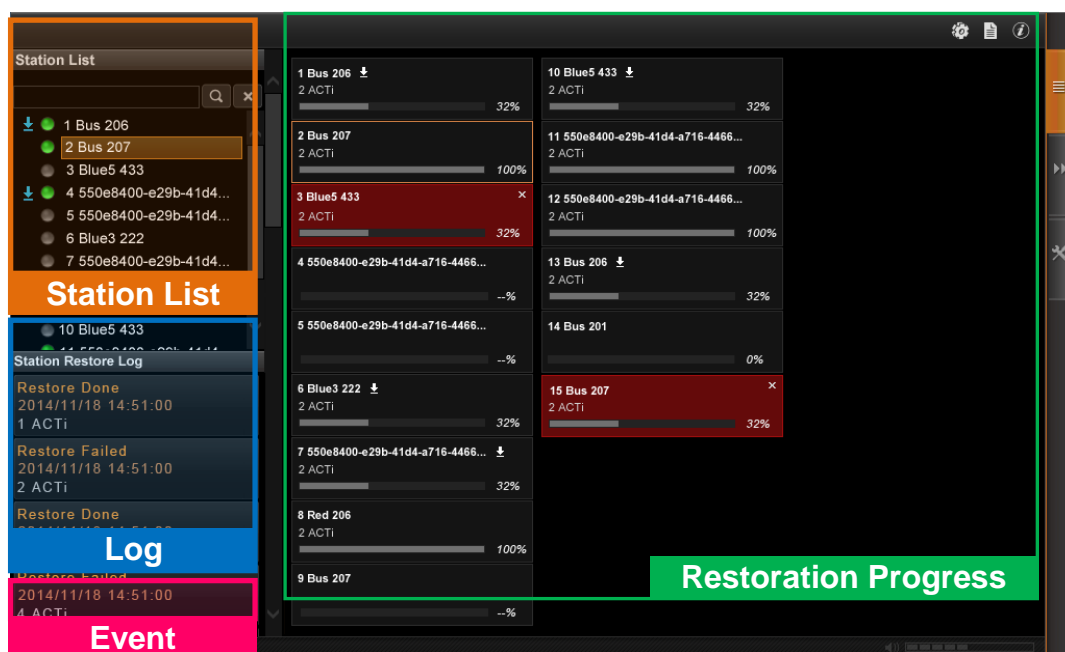 Station List
1 Bus 206
2 Bus 207
3 Blue5 433
4 550e8400-e29b-41d4...
5 550e8400-e29b-41d4...
6 Blue3 222
7 550e8400-e29b-41d4...
Station List
10 Blue5 433
Station Restore Log
Restore Done
2014/11/18 14:51:00
1 ACTi
Restore Failed
2014/11/18 14:51:00
2 ACTi
Restore Done
Log
Restore Failed
2014/11/18 14:51:00
4 ACTi
Event
1 Bus 206
2 ACTi
32%
2 Bus 207
2 ACTi
100%
3 Blue5 433 ×
2 ACTi
32%
4 550e8400-e29b-41d4-a716-4466...
--%
5 550e8400-e29b-41d4-a716-4466...
--%
6 Blue3 222
2 ACTi
32%
7 550e8400-e29b-41d4-a716-4466...
2 ACTi
32%
8 Red 206
2 ACTi
100%
9 Bus 207
--%
10 Blue5 433
2 ACTi
32%
11 550e8400-e29b-41d4-a716-4466...
2 ACTi
100%
12 550e8400-e29b-41d4-a716-4466...
2 ACTi
100%
13 Bus 206
2 ACTi
32%
14 Bus 201
0%
15 Bus 207 ×
2 ACTi
32%
Restoration Progress